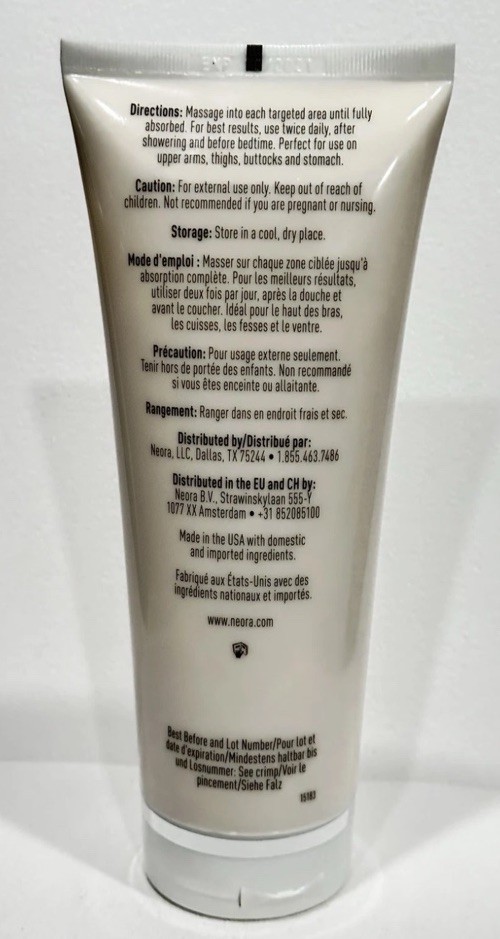 Directions: Massage into each targeted area until fully
absorbed. For best results, use twice daily, after
showering and before bedtime. Perfect for use on
upper arms, thighs, buttocks and stomach.
Caution: For external use only. Keep out of reach of
children. Not recommended if you are pregnant or nursing.
Storage: Store in a cool, dry place.
Mode d'emploi : Masser sur chaque zone ciblée jusqu'à
absorption complète. Pour les meilleurs résultats,
utiliser deux fois par jour, après la douche et
avant le coucher. Idéal pour le haut des bras,
les cuisses, les fesses et le ventre.
Précaution: Pour usage externe seulement.
Tenir hors de portée des enfants. Non recommandé
si vous êtes enceinte ou allaitante.
Rangement: Ranger dans en endroit frais et sec.
Distributed by/Distribué par:
Neora, LLC, Dallas, TX 75244 • 1.855.463.7486
Distributed in the EU and CH by:
Neora B.V., Strawinskylaan 555-Y
1077 XX Amsterdam • +31 852085100
Made in the USA with domestic
and imported ingredients.
Fabriqué aux États-Unis avec des
ingrédients nationaux et importés.
www.neora.com
Best Before and Lot Number/Pour lot et
date d'expiration/Mindestens haltbar bis
und Losnummer: See crimp/Voir le
pincement/Siehe Falz
15183